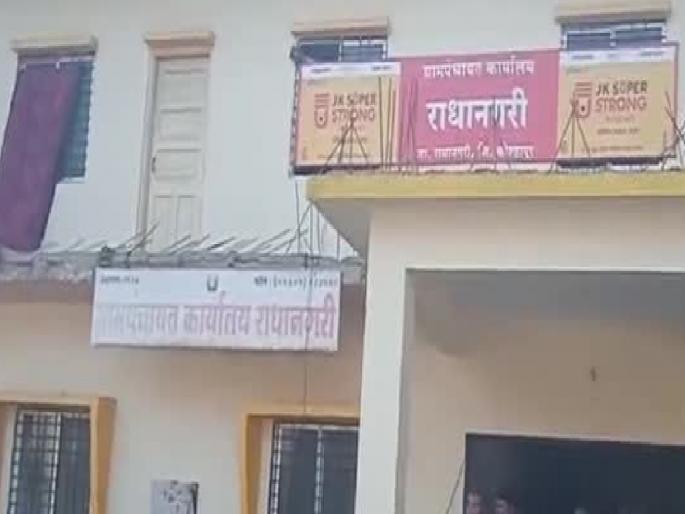 ग्रामपंचायत कार्यालय
राधानगरी
ता. राधानगरी, जि. कोल्हापूर
JK SUPER
STRONG
JK SUPER
STRONG
ग्रामपंचायत कार्यालय राधानगरी